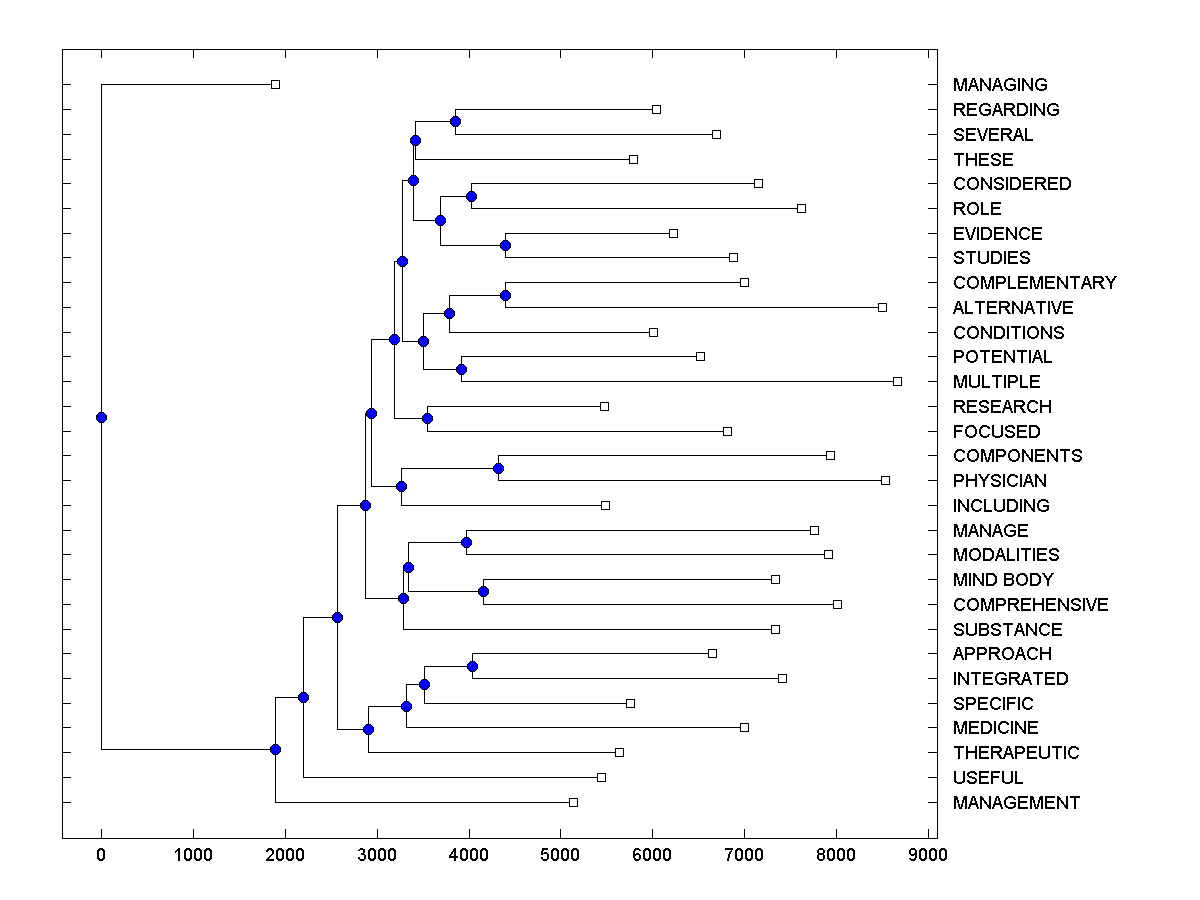 MANAGING
REGARDING
SEVERAL
THESE
CONSIDERED
ROLE
EVIDENCE
STUDIES
COMPLEMENTARY
ALTERNATIVE
CONDITIONS
POTENTIAL
MULTIPLE
RESEARCH
FOCUSED
COMPONENTS
PHYSICIAN
INCLUDING
MANAGE
MODALITIES
MIND BODY
COMPREHENSIVE
SUBSTANCE
APPROACH
INTEGRATED
SPECIFIC
MEDICINE
THERAPEUTIC
USEFUL
MANAGEMENT
0 1000 2000 3000 4000 5000 6000 7000 8000 9000